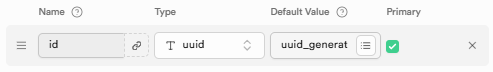 Name Type Default Value Primary
id uuid uuid_generat